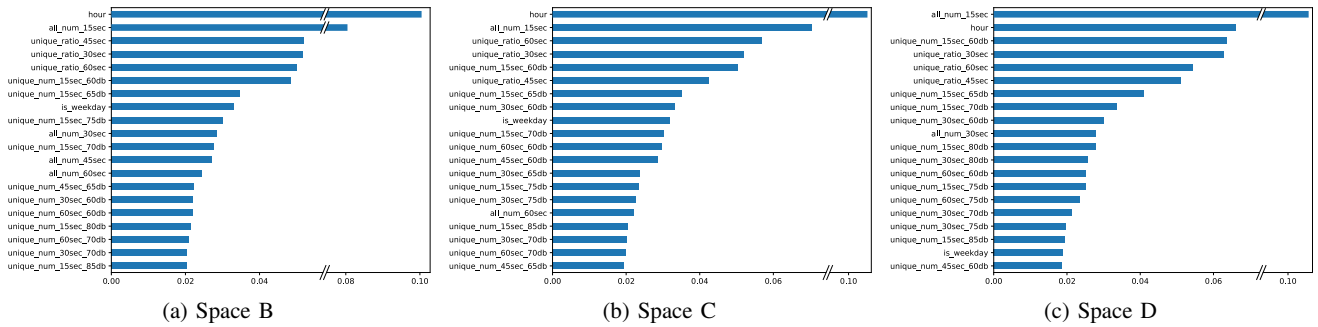 hour
all_num_15sec
unique_ratio_45sec
unique_ratio_30sec
unique_ratio_60sec
unique_num_15sec_60db
unique_num_15sec_65db
is_weekday
unique_num_15sec_75db
all_num_30sec
unique_num_15sec_70db
all_num_45sec
all_num_60sec
unique_num_45sec_65db
unique_num_30sec_60db
unique_num_60sec_60db
unique_num_15sec_80db
unique_num_60sec_70db
unique_num_30sec_70db
unique_num_15sec_85db
0.00 0.02 0.04 0.08 0.10
(a) Space B
hour
all_num_15sec
unique_ratio_60sec
unique_ratio_30sec
unique_num_15sec_60db
unique_ratio_45sec
unique_num_15sec_65db
unique_num_30sec_60db
is_weekday
unique_num_15sec_70db
unique_num_60sec_60db
unique_num_45sec_60db
unique_num_30sec_65db
unique_num_15sec_75db
unique_num_30sec_75db
all_num_60sec
unique_num_15sec_85db
unique_num_30sec_70db
unique_num_60sec_70db
unique_num_45sec_65db
0.00 0.02 0.04 0.06 0.10
(b) Space C
all_num_15sec
hour
unique_num_15sec_60db
unique_ratio_30sec
unique_ratio_60sec
unique_ratio_45sec
unique_num_15sec_65db
unique_num_15sec_70db
unique_num_30sec_60db
all_num_30sec
unique_num_15sec_80db
unique_num_30sec_80db
unique_num_60sec_60db
unique_num_15sec_75db
unique_num_60sec_75db
unique_num_30sec_70db
unique_num_30sec_75db
unique_num_15sec_85db
is_weekday
unique_num_45sec_60db
0.00 0.02 0.04 0.06 0.10
(c) Space D